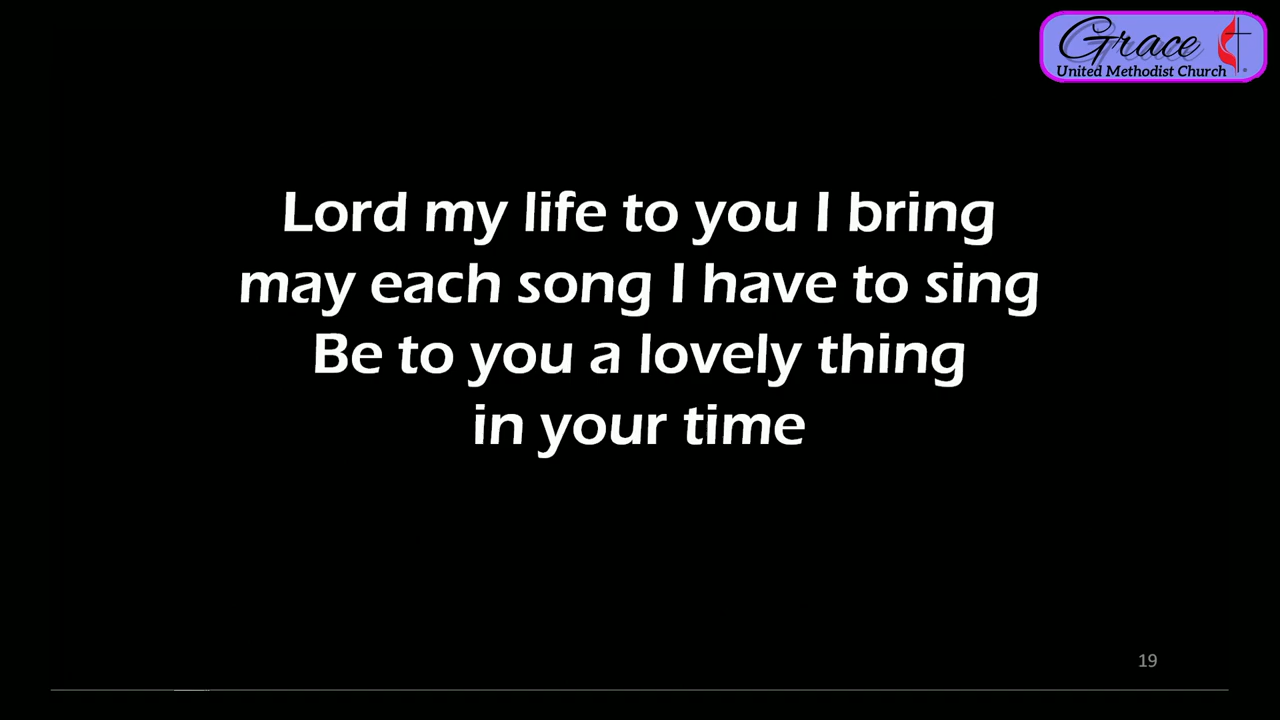 Grace
United Methodist Church
Lord my life to you I bring
may each song I have to sing
Be to you a lovely thing
in your time
19